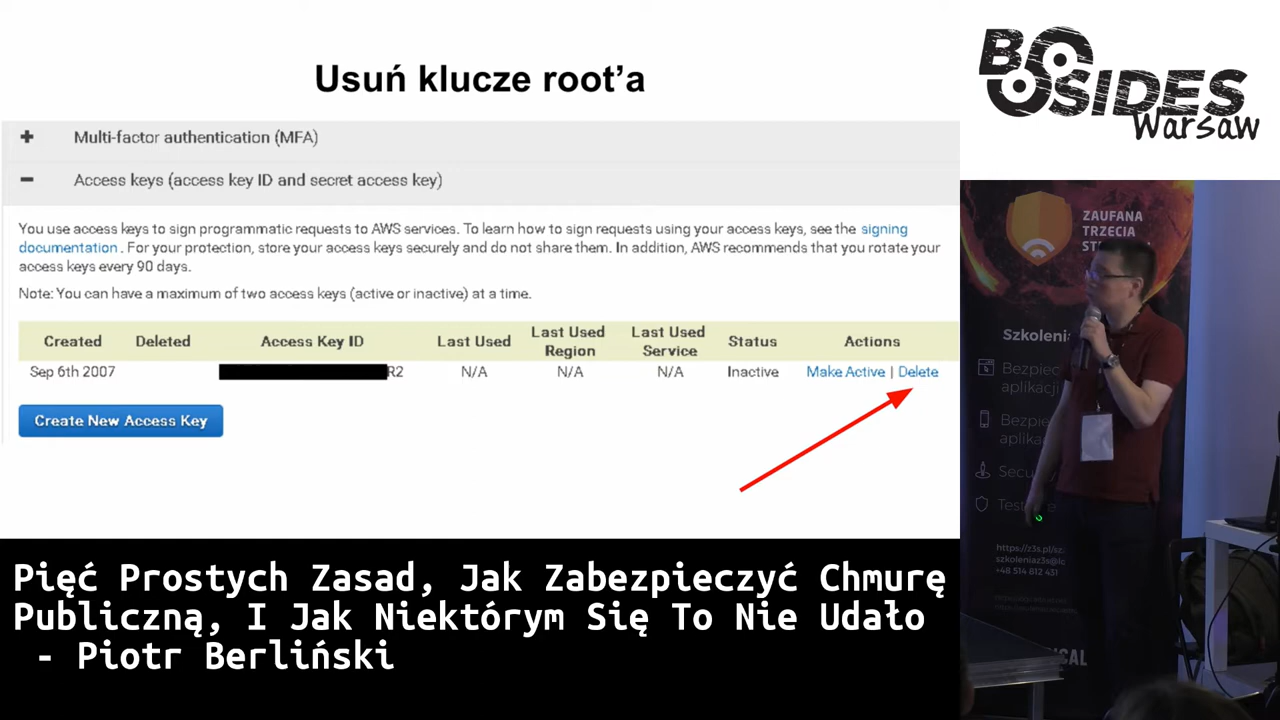 Usuń klucze root’a
Multi-factor authentication (MFA)
Access keys (access key ID and secret access key)
You use access keys to sign programmatic requests to AWS services. To learn how to sign requests using your access keys, see the signing
documentation . For your protection, store your access keys securely and do not share them. In addition, AWS recommends that you rotate your
access keys every 90 days.
Note: You can have a maximum of two access keys (active or inactive) at a time.
Created Deleted Access Key ID Last Used Last Used Region Last Used Service Status Actions
Sep 6th 2007 R2 N/A N/A N/A Inactive Make Active | Delete
Create New Access Key
Pięć Prostych Zasad, Jak Zabezpieczyć Chmurę
Publiczną, I Jak Niektórym Się To Nie Udało
- Piotr Berliński
BSIDES
Warsaw
ZAUFANA
TRZECIA
Szkolenia